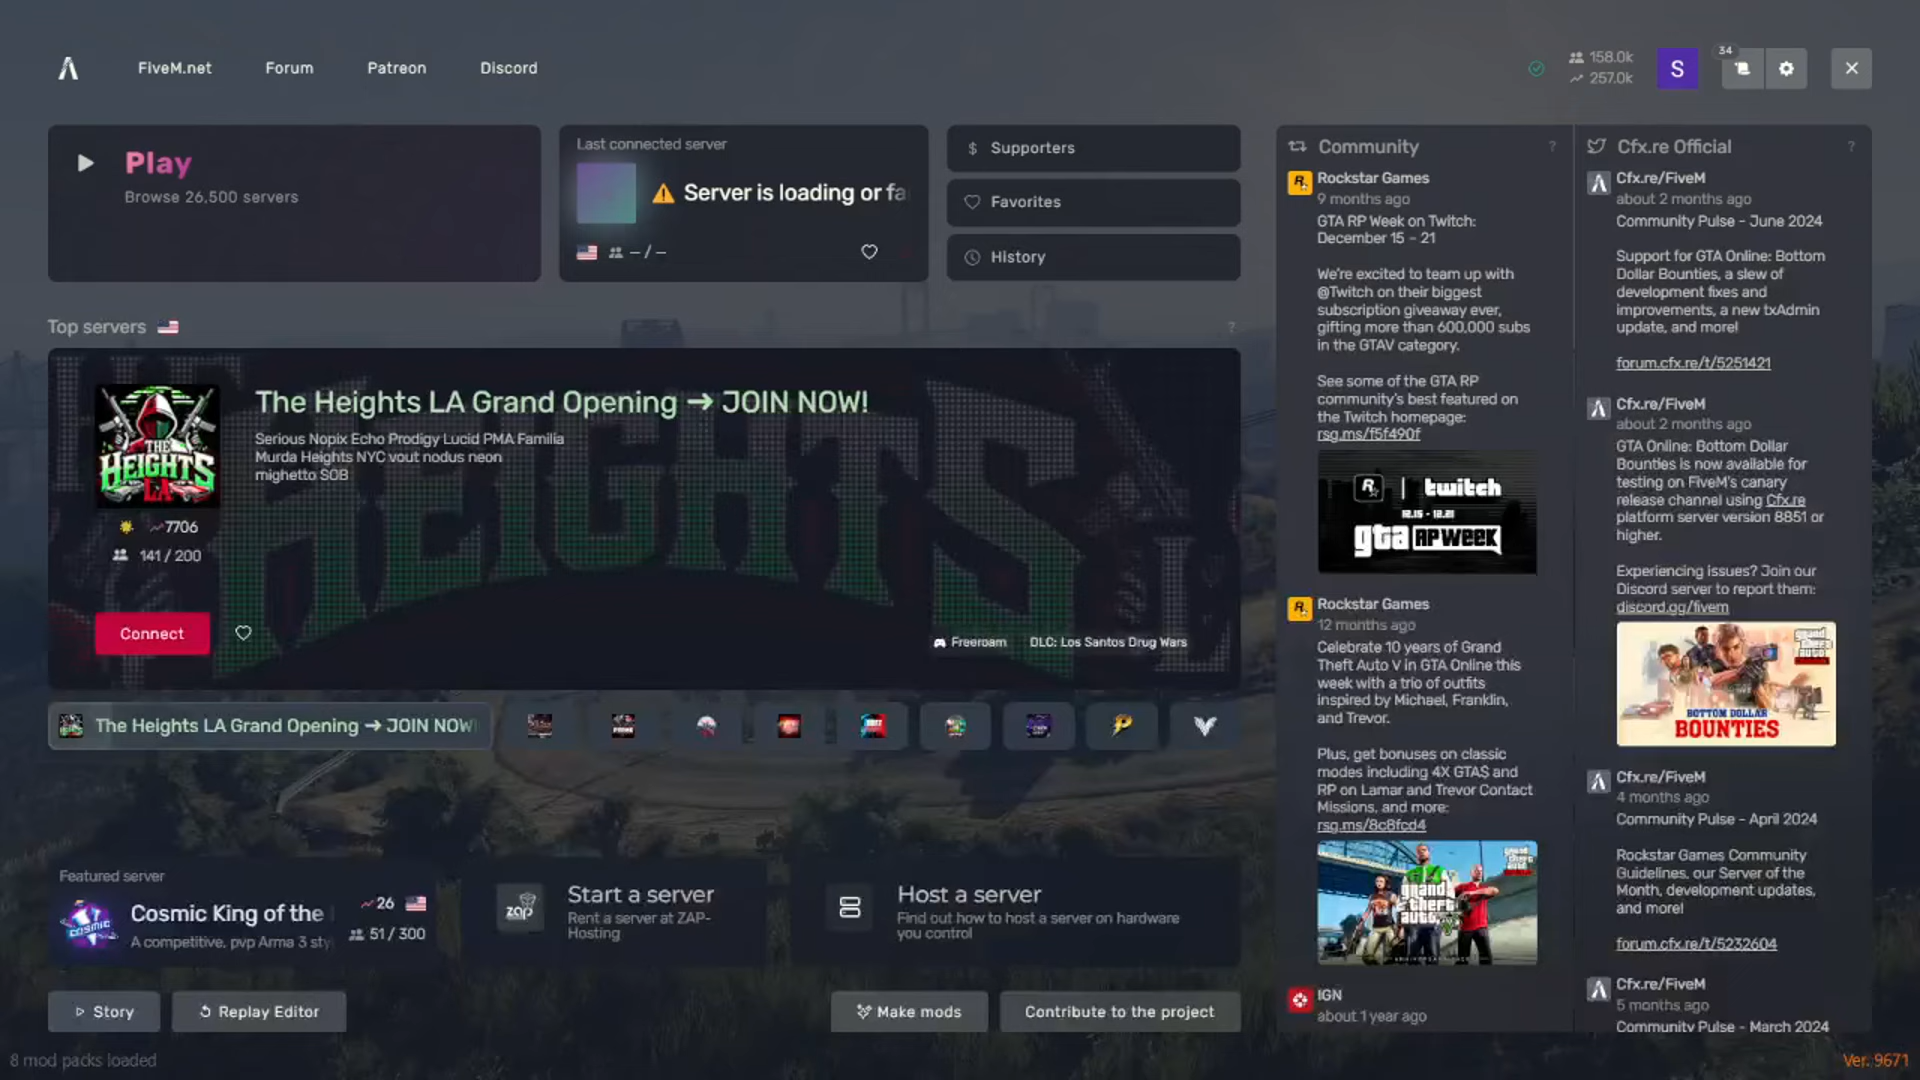 FiveM.net
Forum
Patreon
Discord
158.0k
257.0k
S
34
Play
Browse 26,500 servers
Last connected server
Server is loading or fa
– / –
Supporters
Favorites
History
Top servers
The Heights LA Grand Opening → JOIN NOW!
Serious Nopix Echo Prodigy Lucid PMA Familia
Murda Heights NYC vout nodus neon
mighetto SOB
THE
HEIGHTS
LA
7706
141 / 200
Connect
HEIGHTS
Freeroam
DLC: Los Santos Drug Wars
The Heights LA Grand Opening → JOIN NOW!
Featured server
Cosmic King of the
A competitive, pvp Arma 3 sty
COSMIC
26
51 / 300
ZAP
Start a server
Rent a server at ZAP-
Hosting
Host a server
Find out how to host a server on hardware
you control
Story
Replay Editor
Make mods
Contribute to the project
8 mod packs loaded
Community
?
Rockstar Games
9 months ago
GTA RP Week on Twitch:
December 15 – 21
We're excited to team up with
@Twitch on their biggest
subscription giveaway ever,
gifting more than 600,000 subs
in the GTAV category.
See some of the GTA RP
community's best featured on
the Twitch homepage:
rsg.ms/f5f490f
R | twitch
12.15 - 12.21
gta RP WEEK
Rockstar Games
12 months ago
Celebrate 10 years of Grand
Theft Auto V in GTA Online this
week with a trio of outfits
inspired by Michael, Franklin,
and Trevor.
Plus, get bonuses on classic
modes including 4X GTA$ and
RP on Lamar and Trevor Contact
Missions, and more:
rsg.ms/8c8fcd4
grand
theft
auto
V
IGN
about 1 year ago
Cfx.re Official
?
Cfx.re/FiveM
about 2 months ago
Community Pulse - June 2024
Support for GTA Online: Bottom
Dollar Bounties, a slew of
development fixes and
improvements, a new txAdmin
update, and more!
forum.cfx.re/t/5251421
Cfx.re/FiveM
about 2 months ago
GTA Online: Bottom Dollar
Bounties is now available for
testing on FiveM's canary
release channel using Cfx.re
platform server version 8851 or
higher.
Experiencing issues? Join our
Discord server to report them:
discord.gg/fivem
BOTTOM DOLLAR
BOUNTIES
Cfx.re/FiveM
4 months ago
Community Pulse - April 2024
Rockstar Games Community
Guidelines, our Server of the
Month, development updates,
and more!
forum.cfx.re/t/5232604
Cfx.re/FiveM
5 months ago
Community Pulse - March 2024
Ver. 9671